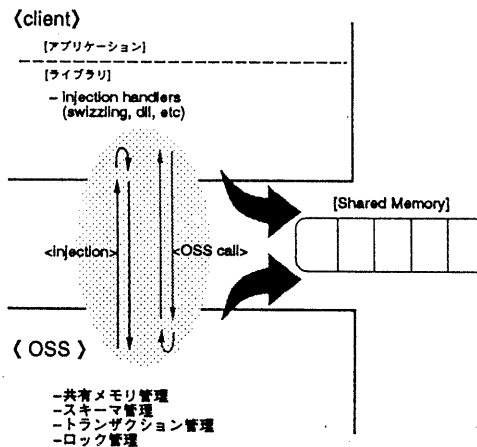 〈client〉
[アプリケーション]
[ライブラリ]
– Injection handlers
(swizzling, dll, etc)
[Shared Memory]
<injection>
<OSS call>
〈 OSS 〉
–共有メモリ管理
–スキーマ管理
–トランザクション管理
–ロック管理